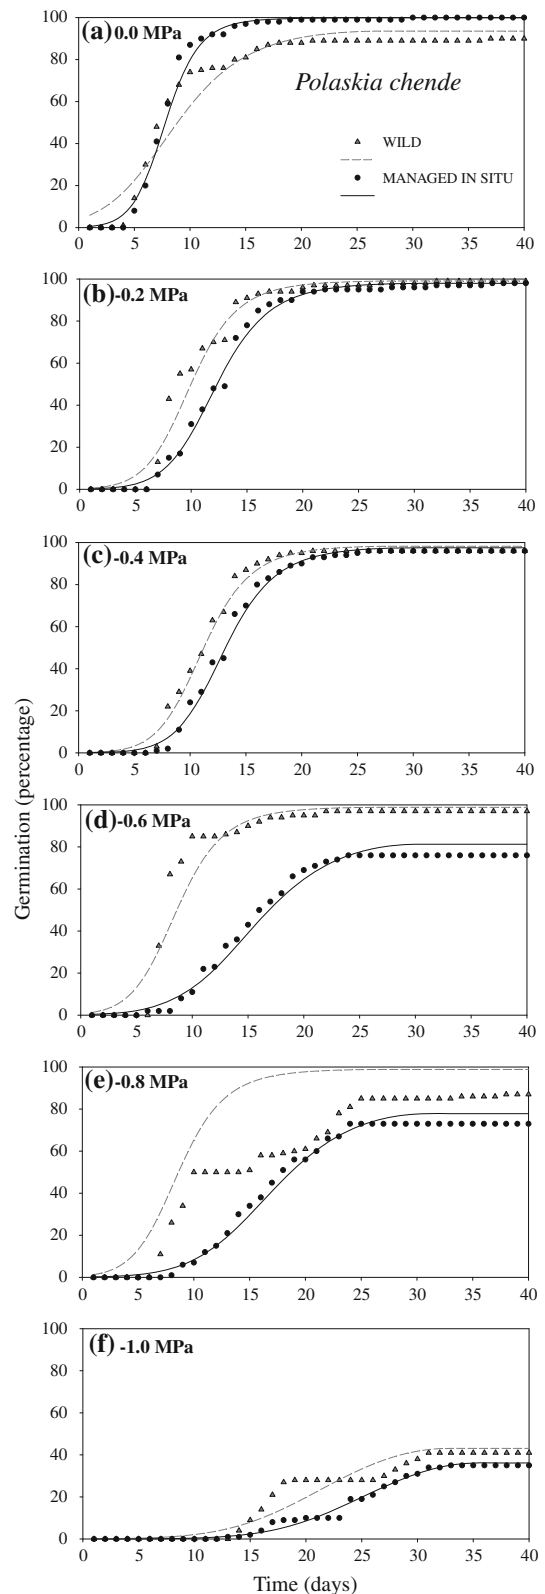 (a) 0.0 MPa
Polaskia chende
WILD
MANAGED IN SITU
100
80
60
40
20
0
0 5 10 15 20 25 30 35 40
(b) -0.2 MPa
100
80
60
40
20
0
0 5 10 15 20 25 30 35 40
(c) -0.4 MPa
100
80
60
40
20
0
0 5 10 15 20 25 30 35 40
Germination (percentage)
(d) -0.6 MPa
100
80
60
40
20
0
0 5 10 15 20 25 30 35 40
(e) -0.8 MPa
100
80
60
40
20
0
0 5 10 15 20 25 30 35 40
(f) -1.0 MPa
100
80
60
40
20
0
0 5 10 15 20 25 30 35 40
Time (days)